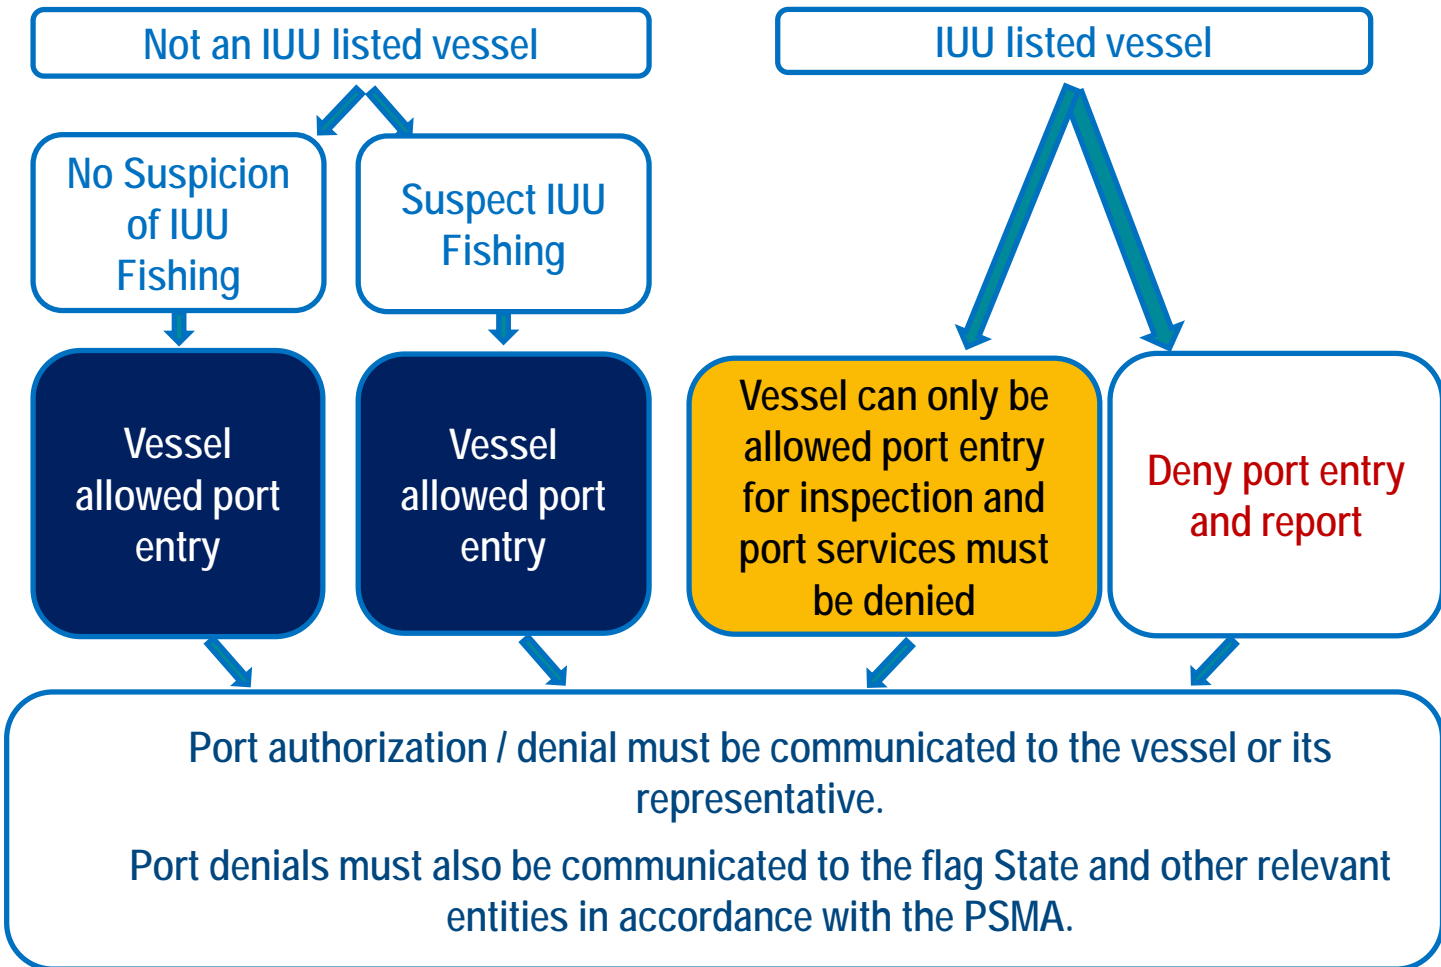 Not an IUU listed vessel
IUU listed vessel
No Suspicion
of IUU
Fishing
Suspect IUU
Fishing
Vessel
allowed port
entry
Vessel
allowed port
entry
Vessel can only be
allowed port entry
for inspection and
port services must
be denied
Deny port entry
and report
Port authorization / denial must be communicated to the vessel or its
representative.
Port denials must also be communicated to the flag State and other relevant
entities in accordance with the PSMA.